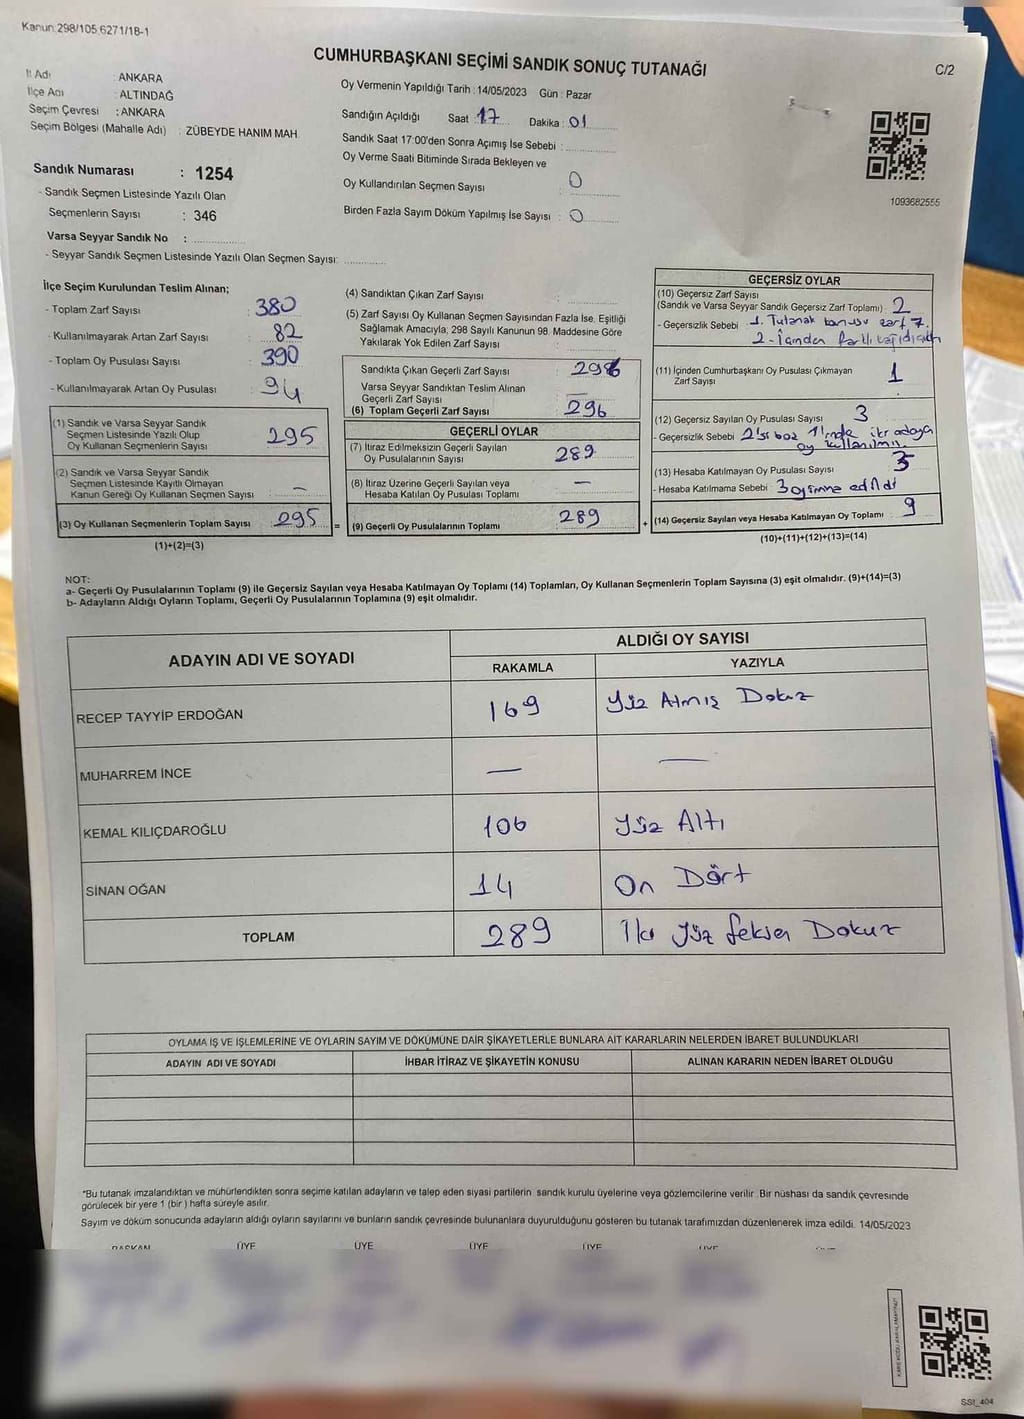 Kanun:298/105,6271/18-1
CUMHURBAŞKANI SEÇİMİ SANDIK SONUÇ TUTANAĞI
C/2
İl Adı : ANKARA
İlçe Adı : ALTINDAĞ
Seçim Çevresi : ANKARA
Seçim Bölgesi (Mahalle Adı) : ZÜBEYDE HANIM MAH.
Sandık Numarası : 1254
- Sandık Seçmen Listesinde Yazılı Olan
Seçmenlerin Sayısı : 346
Varsa Seyyar Sandık No :
- Seyyar Sandık Seçmen Listesinde Yazılı Olan Seçmen Sayısı:
Oy Vermenin Yapıldığı Tarih : 14/05/2023 Gün : Pazar
Sandığın Açıldığı Saat : 17 Dakika : 01
Sandık Saat 17:00'den Sonra Açımış İse Sebebi :
Oy Verme Saati Bitiminde Sırada Bekleyen ve
Oy Kullandırılan Seçmen Sayısı : 0
Birden Fazla Sayım Döküm Yapılmış İse Sayısı : 0
1093682555
İlçe Seçim Kurulundan Teslim Alınan;
- Toplam Zarf Sayısı : 380
- Kullanılmayarak Artan Zarf Sayısı : 82
- Toplam Oy Pusulası Sayısı : 390
- Kullanılmayarak Artan Oy Pusulası : 94
(1) Sandık ve Varsa Seyyar Sandık
Seçmen Listesinde Yazılı Olup
Oy Kullanan Seçmenlerin Sayısı : 295
(2) Sandık ve Varsa Seyyar Sandık
Seçmen Listesinde Kayıtlı Olmayan
Kanun Gereği Oy Kullanan Seçmen Sayısı : —
(3) Oy Kullanan Seçmenlerin Toplam Sayısı : 295 =
(1)+(2)=(3)
(4) Sandıktan Çıkan Zarf Sayısı :
(5) Zarf Sayısı Oy Kullanan Seçmen Sayısından Fazla İse, Eşitliği
Sağlamak Amacıyla; 298 Sayılı Kanunun 98. Maddesine Göre
Yakılarak Yok Edilen Zarf Sayısı :
Sandıkta Çıkan Geçerli Zarf Sayısı : 296
Varsa Seyyar Sandıktan Teslim Alınan
Geçerli Zarf Sayısı : —
(6) Toplam Geçerli Zarf Sayısı : 296
GEÇERLİ OYLAR
(7) İtiraz Edilmeksizin Geçerli Sayılan
Oy Pusulalarının Sayısı : 289
(8) İtiraz Üzerine Geçerli Sayılan veya
Hesaba Katılan Oy Pusulası Toplamı : —
(9) Geçerli Oy Pusulalarının Toplamı : 289 +
GEÇERSİZ OYLAR
(10) Geçersiz Zarf Sayısı
(Sandık ve Varsa Seyyar Sandık Geçersiz Zarf Toplamı) : 2
- Geçersizlik Sebebi : 1. Tutanak konusu zarf
2- İçinden farklı
(11) İçinden Cumhurbaşkanı Oy Pusulası Çıkmayan
Zarf Sayısı : 1
(12) Geçersiz Sayılan Oy Pusulası Sayısı : 3
- Geçersizlik Sebebi : 2'si boş 1'inde iki adaya
oy kullanılmış
(13) Hesaba Katılmayan Oy Pusulası Sayısı : 3
- Hesaba Katılmama Sebebi : 3 edildi
(14) Geçersiz Sayılan veya Hesaba Katılmayan Oy Toplamı : 9
(10)+(11)+(12)+(13)=(14)
NOT:
a- Geçerli Oy Pusulalarının Toplamı (9) ile Geçersiz Sayılan veya Hesaba Katılmayan Oy Toplamı (14) Toplamları, Oy Kullanan Seçmenlerin Toplam Sayısına (3) eşit olmalıdır. (9)+(14)=(3)
b- Adayların Aldığı Oyların Toplamı, Geçerli Oy Pusulalarının Toplamına (9) eşit olmalıdır.
ADAYIN ADI VE SOYADI
ALDIĞI OY SAYISI
RAKAMLA YAZIYLA
RECEP TAYYİP ERDOĞAN 169 Yüz Atmış Dokuz
MUHARREM İNCE — —
KEMAL KILIÇDAROĞLU 106 Yüz Altı
SİNAN OĞAN 14 On Dört
TOPLAM 289 İki Yüz Seksen Dokuz
OYLAMA İŞ VE İŞLEMLERİNE VE OYLARIN SAYIM VE DÖKÜMÜNE DAİR ŞİKAYETLERLE BUNLARA AİT KARARLARIN NELERDEN İBARET BULUNDUKLARI
ADAYIN ADI VE SOYADI İHBAR İTİRAZ VE ŞİKAYETİN KONUSU ALINAN KARARIN NEDEN İBARET OLDUĞU
*Bu tutanak imzalandıktan ve mühürlendikten sonra seçime katılan adayların ve talep eden siyasi partilerin sandık kurulu üyelerine veya gözlemcilerine verilir. Bir nüshası da sandık çevresinde
görülecek bir yere 1 (bir) hafta süreyle asılır.
Sayım ve döküm sonucunda adayların aldığı oyların sayılarını ve bunların sandık çevresinde bulunanlara duyurulduğunu gösteren bu tutanak tarafımızdan düzenlenerek imza edildi. 14/05/2023
BAŞKAN ÜYE ÜYE ÜYE ÜYE ÜYE ÜYE
SSI_404